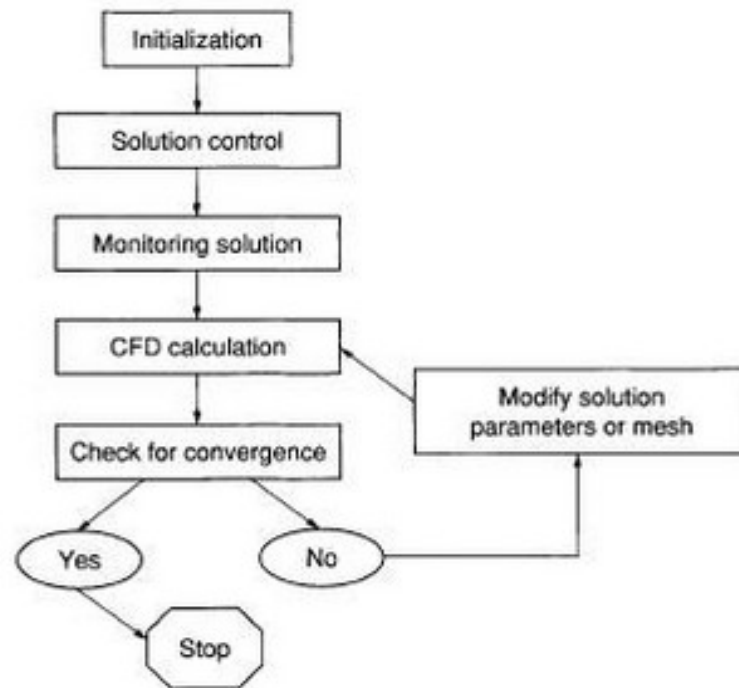 Initialization
Solution control
Monitoring solution
CFD calculation
Modify solution
parameters or mesh
Check for convergence
Yes
No
Stop